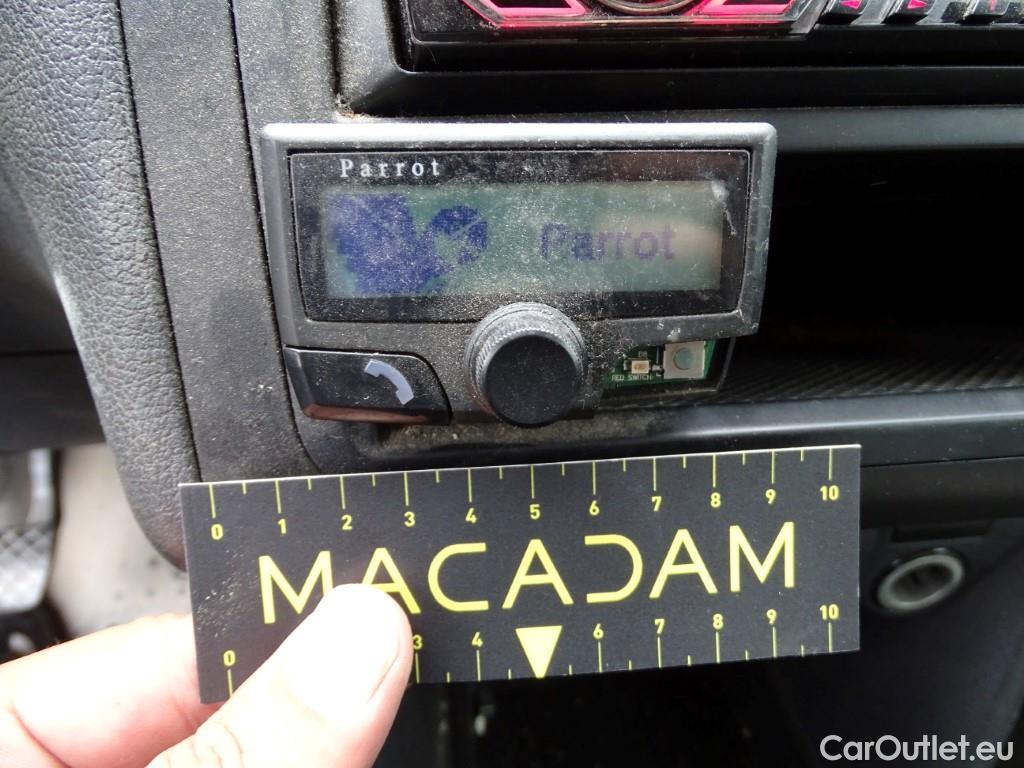 Parrot
Parrot
RED SWITCH
0 1 2 3 4 5 6 7 8 9 10
MACADAM
0 3 4 6 7 8 9 10
CarOutlet.eu